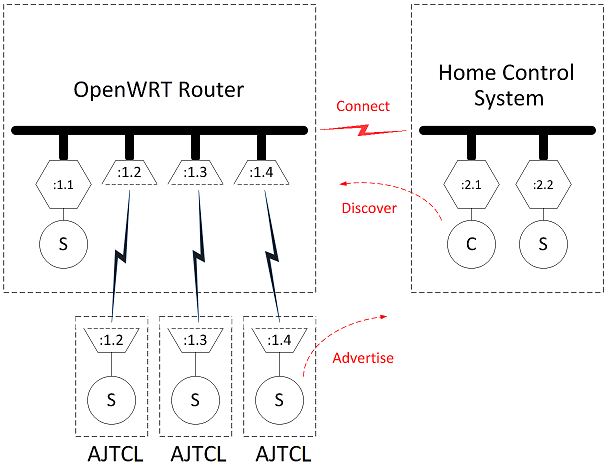 OpenWRT Router
Home Control
System
Connect
:1.1
:1.2
:1.3
:1.4
:2.1
:2.2
Discover
S
C
S
:1.2
:1.3
:1.4
Advertise
S
S
S
AJTCL
AJTCL
AJTCL